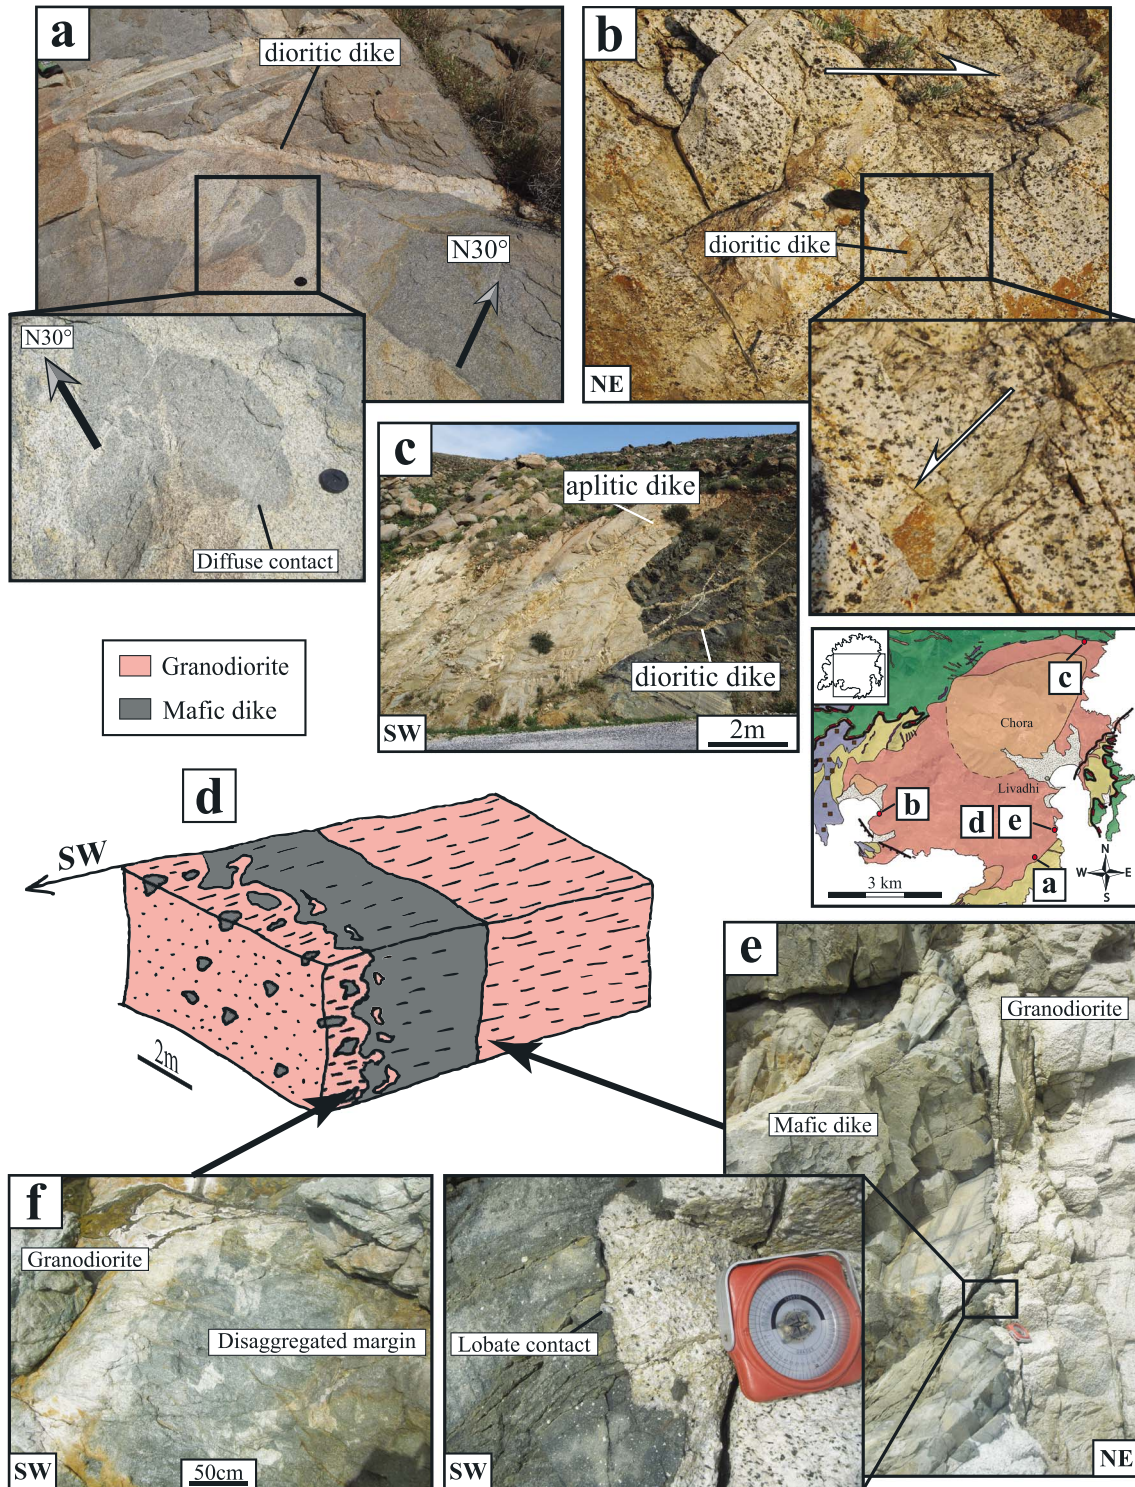 a
dioritic dike
N30°
N30°
Diffuse contact
b
dioritic dike
NE
c
aplitic dike
dioritic dike
SW
2m
Granodiorite
Mafic dike
Chora
Livadhi
c
b
d
e
a
3 km
N
W
E
S
d
SW
2m
e
Granodiorite
Mafic dike
NE
f
Granodiorite
Disaggregated margin
SW
50cm
Lobate contact
SW